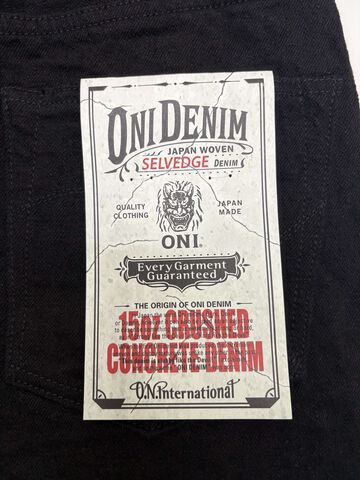 ONI DENIM
JAPAN WOVEN
SELVEDGE DENIM
QUALITY CLOTHING
JAPAN MADE
ONI®
Every Garment
Guaranteed
THE ORIGIN OF ONI DENIM
15oz CRUSHED
CONCRETE DENIM
O.N.International